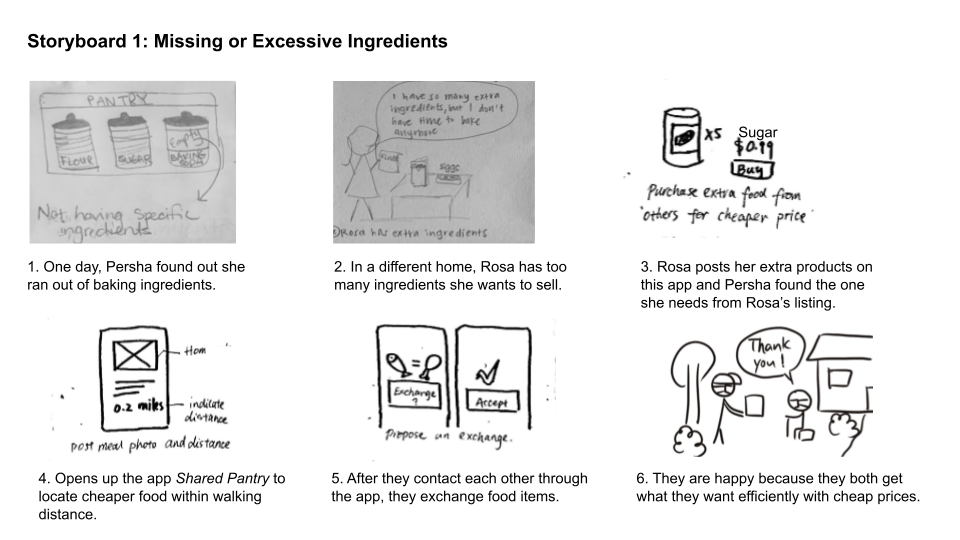 Storyboard 1: Missing or Excessive Ingredients
PANTRY
Empty
FLOUR
SUGAR
BAKING
SODA
Not having specific
ingredients
I have so many extra
ingredients, but I don't
have time to bake
anymore
FLOUR
EGGS
①Rosa has extra ingredients
x5
Sugar
$0.99
Buy
Purchase extra food from
'others for cheaper price'
1. One day, Persha found out she
ran out of baking ingredients.
2. In a different home, Rosa has too
many ingredients she wants to sell.
3. Rosa posts her extra products on
this app and Persha found the one
she needs from Rosa's listing.
Ham
0.2 miles
indicate
distance
post meal photo and distance
=
Exchange
?
Accept
Propose an exchange.
Thank
you!
4. Opens up the app Shared Pantry to
locate cheaper food within walking
distance.
5. After they contact each other through
the app, they exchange food items.
6. They are happy because they both get
what they want efficiently with cheap prices.